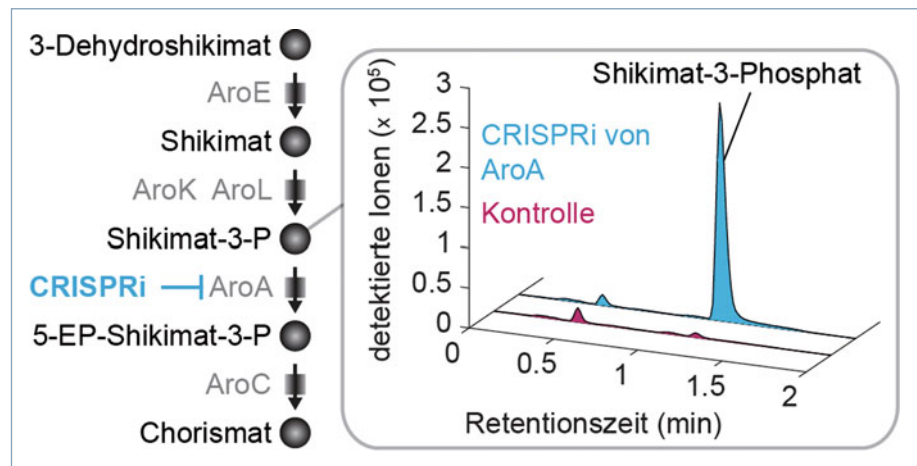 3-Dehydroshikimat
AroE
Shikimat
AroK AroL
Shikimat-3-P
CRISPRi
AroA
5-EP-Shikimat-3-P
AroC
Chorismat
Shikimat-3-Phosphat
CRISPRi von
AroA
Kontrolle
detektierte Ionen (x 10⁵)
3
2.5
2
1.5
1
0.5
0
0
0.5
1
1.5
2
Retentionszeit (min)